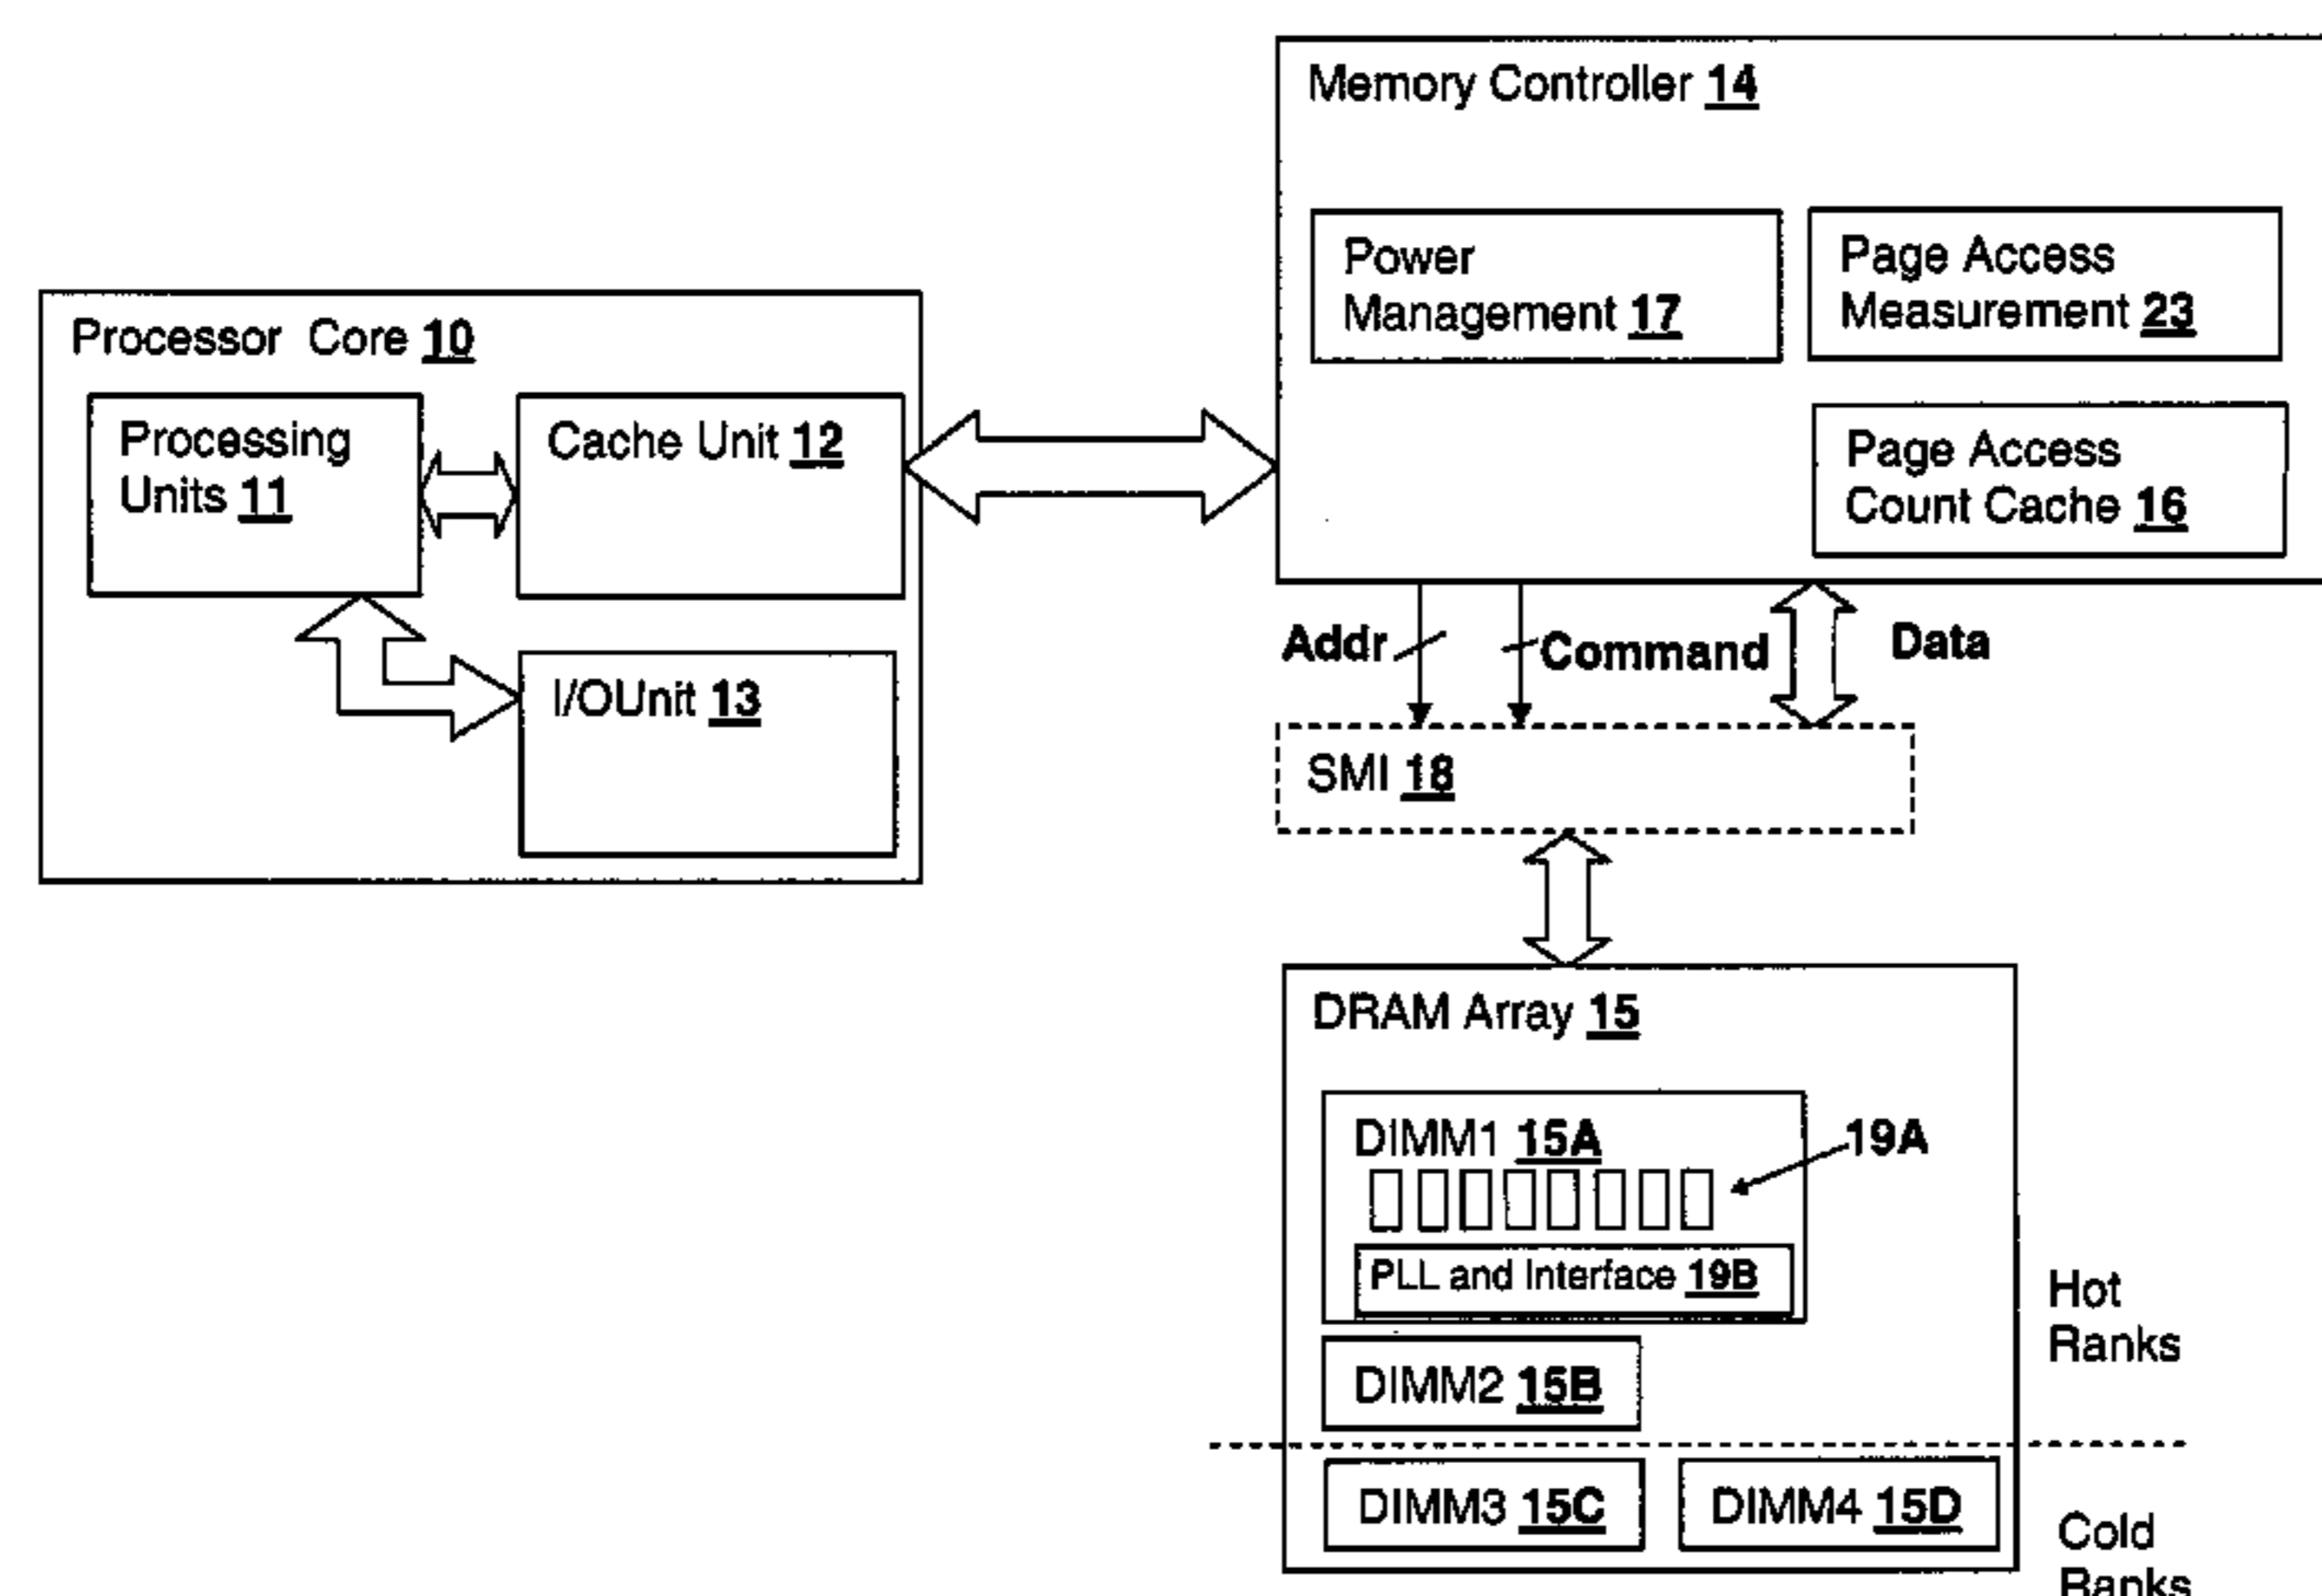 Memory Controller 14
Power
Management 17
Page Access
Measurement 23
Page Access
Count Cache 16
Processor Core 10
Processing
Units 11
Cache Unit 12
I/OUnit 13
Addr
Command
Data
SMI 18
DRAM Array 15
DIMM1 15A
19A
PLL and Interface 19B
DIMM2 15B
Hot
Ranks
DIMM3 15C
DIMM4 15D
Cold
Ranks